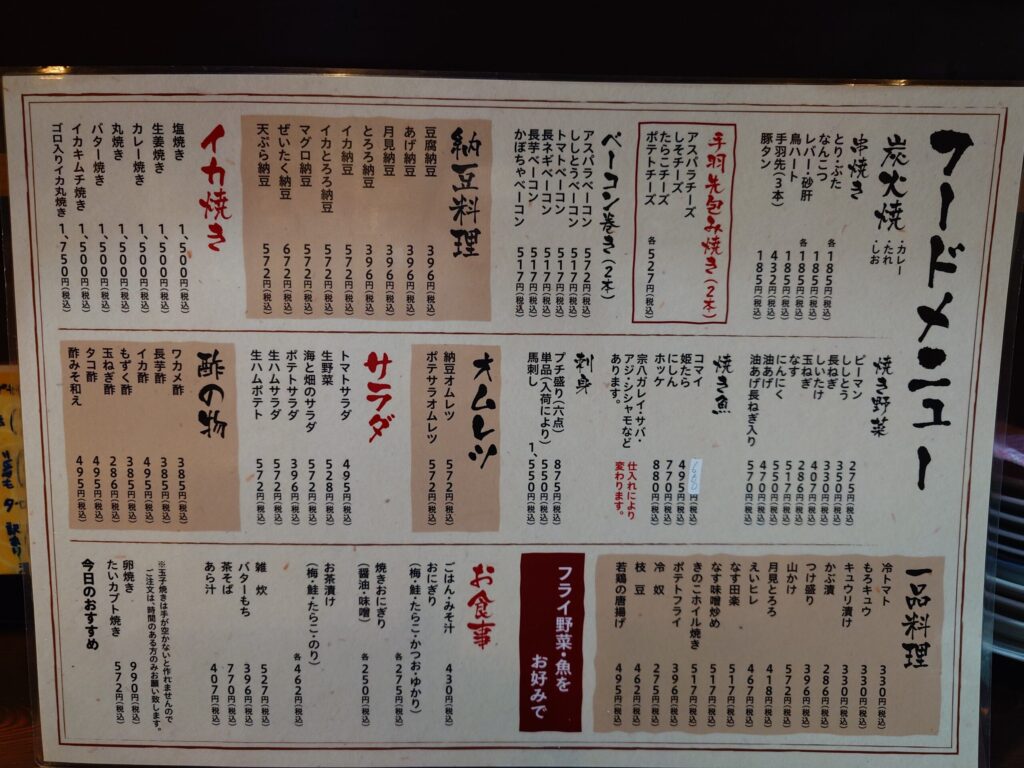 フードメニュー
炭火焼 カレー たれ しお
串焼き
とりぶた 各185円(税込)
なんこつ 185円(税込)
レバー・砂肝 各185円(税込)
鳥ハート 185円(税込)
手羽先(3本) 432円(税込)
豚タン 185円(税込)
手羽先包み焼き(2本)
アスパラチーズ
しそチーズ
たらこチーズ
ポテトチーズ 各527円(税込)
ベーコン巻き(2本)
アスパラベーコン 572円(税込)
ししとうベーコン 517円(税込)
トマトベーコン 517円(税込)
長ネギベーコン 517円(税込)
長芋ベーコン 517円(税込)
かぼちゃベーコン 517円(税込)
納豆料理
豆腐納豆 396円(税込)
あげ納豆 396円(税込)
月見納豆 396円(税込)
とろろ納豆 396円(税込)
イカ納豆 572円(税込)
イカとろろ納豆 572円(税込)
マグロ納豆 572円(税込)
ぜいたく納豆 672円(税込)
天ぷら納豆 572円(税込)
イカ焼き
塩焼き 1,500円(税込)
生姜焼き 1,500円(税込)
カレー焼き 1,500円(税込)
丸焼き 1,500円(税込)
バター焼き 1,500円(税込)
イカキムチ焼き 1,500円(税込)
ゴロ入りイカ丸焼き 1,750円(税込)
焼き野菜
ピーマン 275円(税込)
ししとう 350円(税込)
長ねぎ 330円(税込)
しいたけ 370円(税込)
玉ねぎ
なす 286円(税込)
にんにく 517円(税込)
油あげ 470円(税込)
油あげ長ねぎ入り 570円(税込)
焼き魚
コマイ
姫たら 495円(税込)
にしん 770円(税込)
ホッケ 880円(税込)
宗八ガレイ・サバ・
アジ・シシャモなど
あります。
仕入れにより
変わります。
刺身
プチ盛り(六点) 875円(税込)
単品(入荷により) 550円(税込)
馬刺し 1,550円(税込)
オムレツ
納豆オムレツ 572円(税込)
ポテサラオムレツ 572円(税込)
サラダ
トマトサラダ 495円(税込)
生野菜 528円(税込)
海と畑のサラダ 572円(税込)
ポテトサラダ 396円(税込)
生ハムサラダ 572円(税込)
生ハムポテト 572円(税込)
酢の物
ワカメ酢 385円(税込)
長芋酢 385円(税込)
イカ酢 495円(税込)
もずく酢 385円(税込)
玉ねぎ酢 286円(税込)
タコ酢 495円(税込)
酢みそ和え 495円(税込)
一品料理
冷トマト 330円(税込)
もろキュウ 330円(税込)
キュウリ漬け 330円(税込)
かぶ漬 286円(税込)
つけ盛り 396円(税込)
山かけ 572円(税込)
月見とろろ 418円(税込)
えいヒレ 467円(税込)
なす田楽 517円(税込)
なす味噌炒め 517円(税込)
きのこホイル焼き 517円(税込)
ポテトフライ 396円(税込)
冷奴 275円(税込)
枝豆 464円(税込)
若鶏の唐揚げ 495円(税込)
フライ野菜・魚を
お好みで
お食事
ごはん・みそ汁 430円(税込)
おにぎり
(梅・鮭・たらこ・かつお・ゆかり) 各275円(税込)
焼きおにぎり
(醤油・味噌) 各250円(税込)
お茶漬け
(梅・鮭・たらこ・のり) 各462円(税込)
雑炊 527円(税込)
バターもち 396円(税込)
茶そば 770円(税込)
あら汁 407円(税込)
※玉子焼きは手が空かないと作れませんので
ご注文は時間のある方のみお願い致します。
卵焼き 990円(税込)
たいカブト焼き 572円(税込)
今日のおすすめ